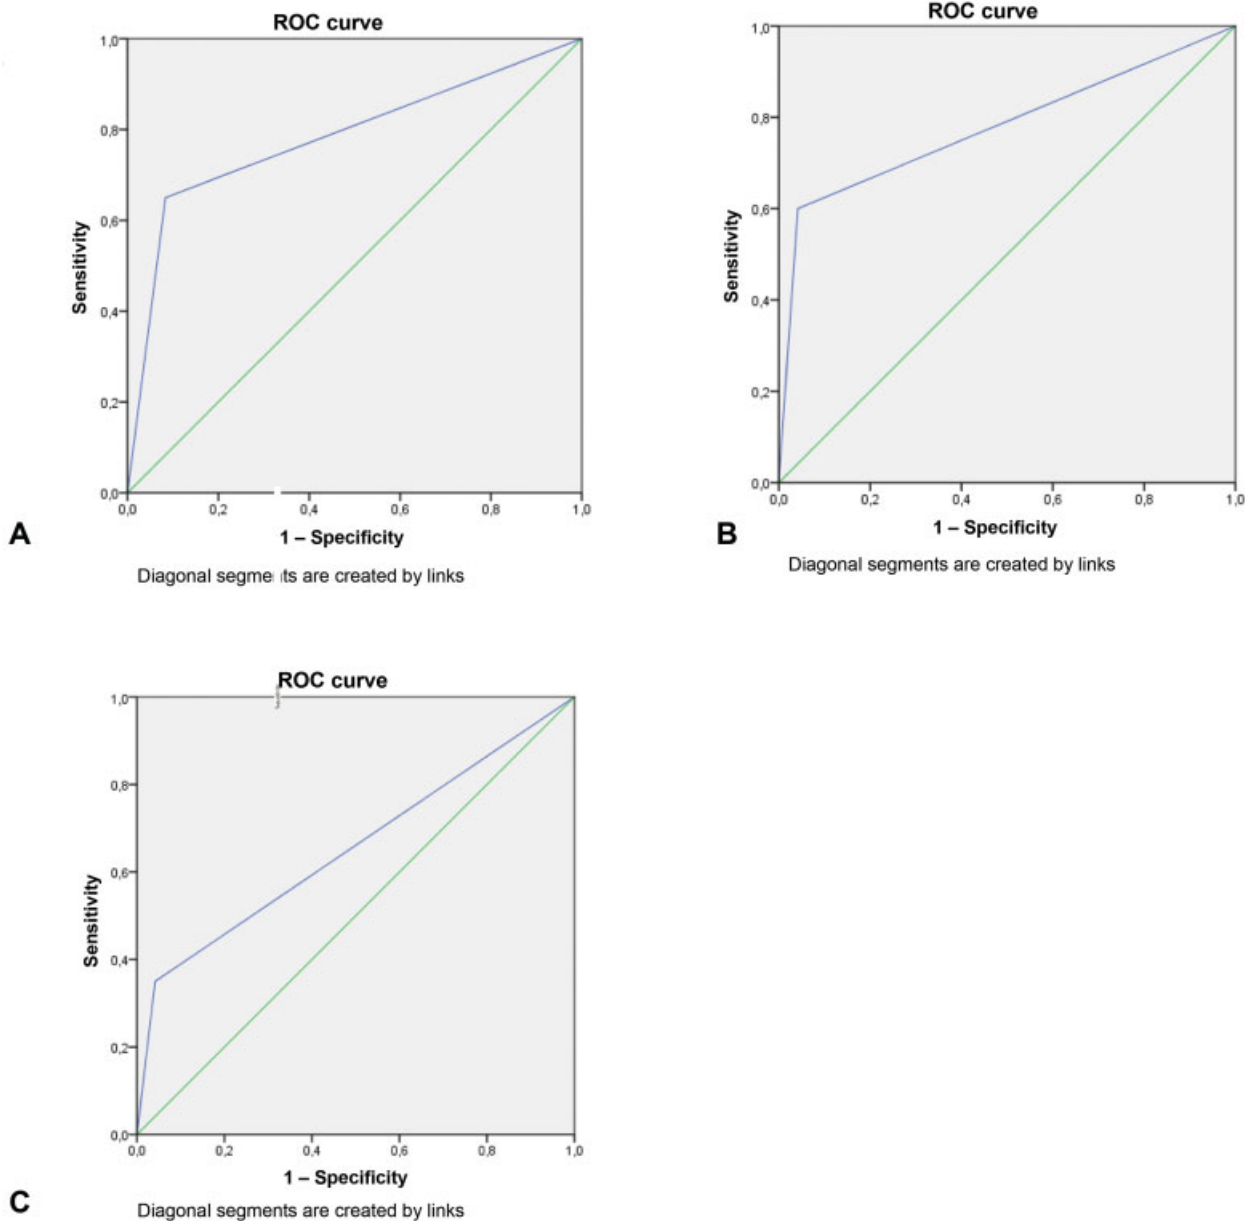 ROC curve
1,0
0,8
0,6
0,4
0,2
0,0
Sensitivity
0,0 0,2 0,4 0,6 0,8 1,0
1 – Specificity
A
Diagonal segments are created by links
ROC curve
1,0
0,8
0,6
0,4
0,2
0,0
Sensitivity
0,0 0,2 0,4 0,6 0,8 1,0
1 – Specificity
B
Diagonal segments are created by links
ROC curve
1,0
0,8
0,6
0,4
0,2
0,0
Sensitivity
0,0 0,2 0,4 0,6 0,8 1,0
1 – Specificity
C
Diagonal segments are created by links